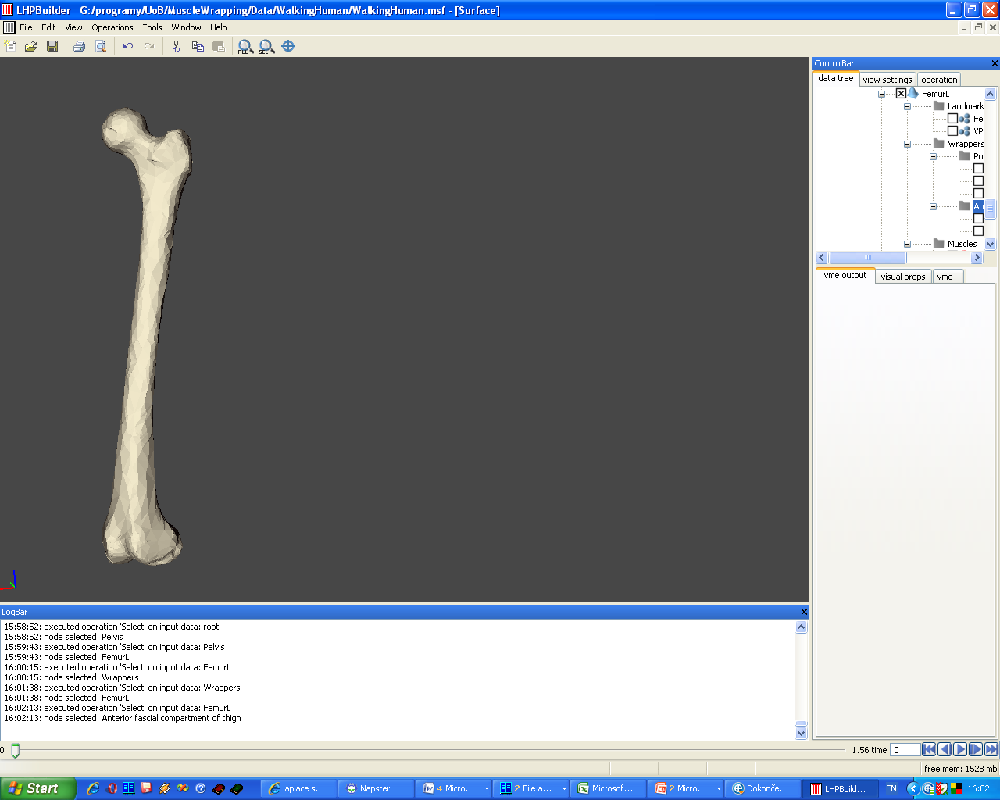 LHPBuilder G:/programy/UoB/MuscleWrapping/Data/WalkingHuman/WalkingHuman.msf - [Surface]
File Edit View Operations Tools Window Help
ALL SEL
ControlBar
data tree view settings operation
FemurL
Landmark
Fe
VP
Wrappers
Po
An
Muscles
vme output visual props vme
LogBar
15:58:52: executed operation 'Select' on input data: root
15:58:52: node selected: Pelvis
15:59:43: executed operation 'Select' on input data: Pelvis
15:59:43: node selected: FemurL
16:00:15: executed operation 'Select' on input data: FemurL
16:00:15: node selected: Wrappers
16:01:38: executed operation 'Select' on input data: Wrappers
16:01:38: node selected: FemurL
16:02:13: executed operation 'Select' on input data: FemurL
16:02:13: node selected: Anterior fascial compartment of thigh
0 1.56 time 0
free mem: 1528 mb
Start laplace s... Napster 4 Micro... 2 File a... Microsof... 2 Micro... Dokonče... LHPBuild... EN 16:02